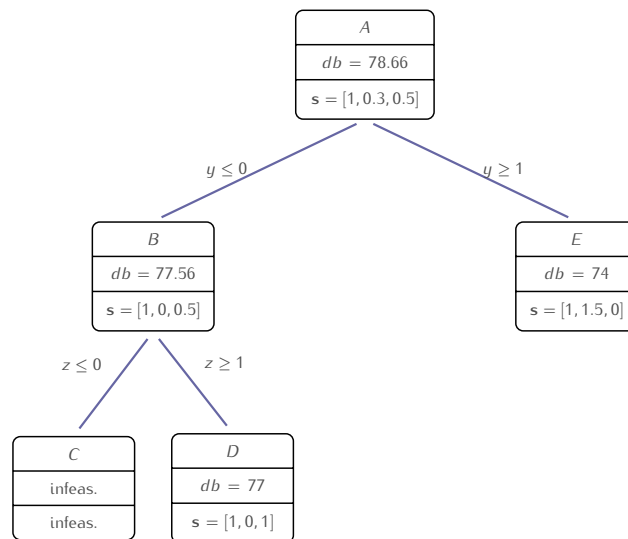 A
db = 78.66
s = [1, 0.3, 0.5]
y ≤ 0
y ≥ 1
B
db = 77.56
s = [1, 0, 0.5]
E
db = 74
s = [1, 1.5, 0]
z ≤ 0
z ≥ 1
C
infeas.
infeas.
D
db = 77
s = [1, 0, 1]